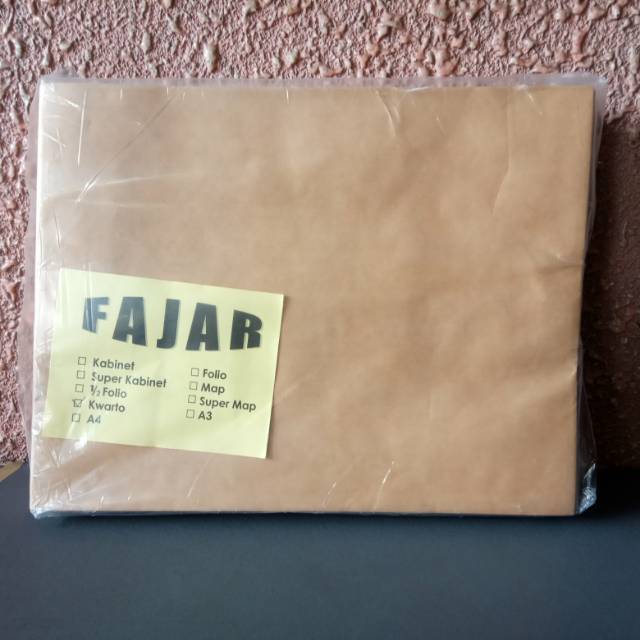 FAJAR
☐ Kabinet
☐ Super Kabinet
☐ ½ Folio
☑ Kwarto
☐ A4
☐ Folio
☐ Map
☐ Super Map
☐ A3